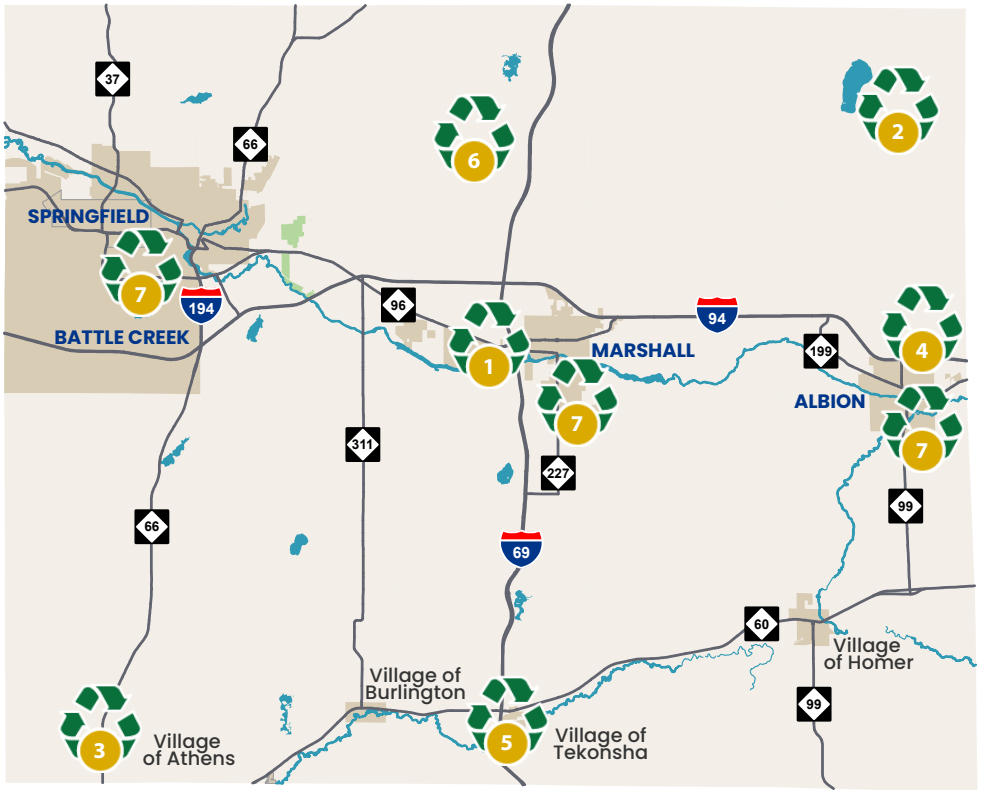 37
66
2
6
SPRINGFIELD
7
194
96
94
BATTLE CREEK
1
MARSHALL
199
4
ALBION
7
7
311
227
99
66
69
60
Village
of Homer
Village of
Burlington
99
3
Village
of Athens
5
Village of
Tekonsha